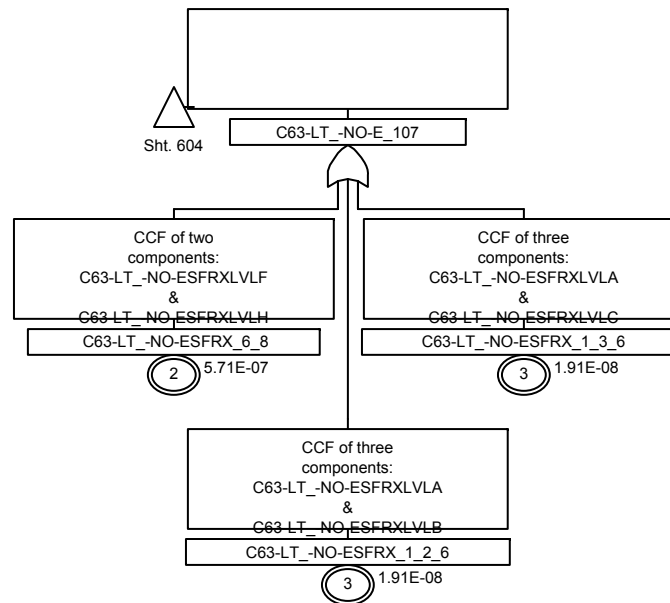 Sht. 604
C63-LT_-NO-E_107
CCF of two
components:
C63-LT_-NO-ESFRXLVLF
&
C63-LT_-NO-ESFRXLVLH
C63-LT_-NO-ESFRX_6_8
2
5.71E-07
CCF of three
components:
C63-LT_-NO-ESFRXLVLA
&
C63-LT_-NO-ESFRXLVLC
C63-LT_-NO-ESFRX_1_3_6
3
1.91E-08
CCF of three
components:
C63-LT_-NO-ESFRXLVLA
&
C63-LT_-NO-ESFRXLVLB
C63-LT_-NO-ESFRX_1_2_6
3
1.91E-08